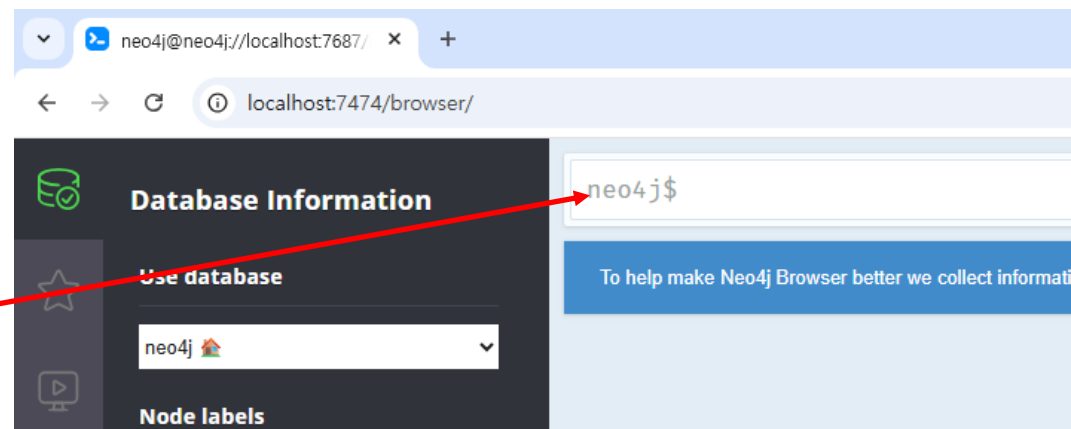 neo4j@neo4j://localhost:7687/
localhost:7474/browser/
Database Information
neo4j$
Use database
To help make Neo4j Browser better we collect informati
neo4j
Node labels